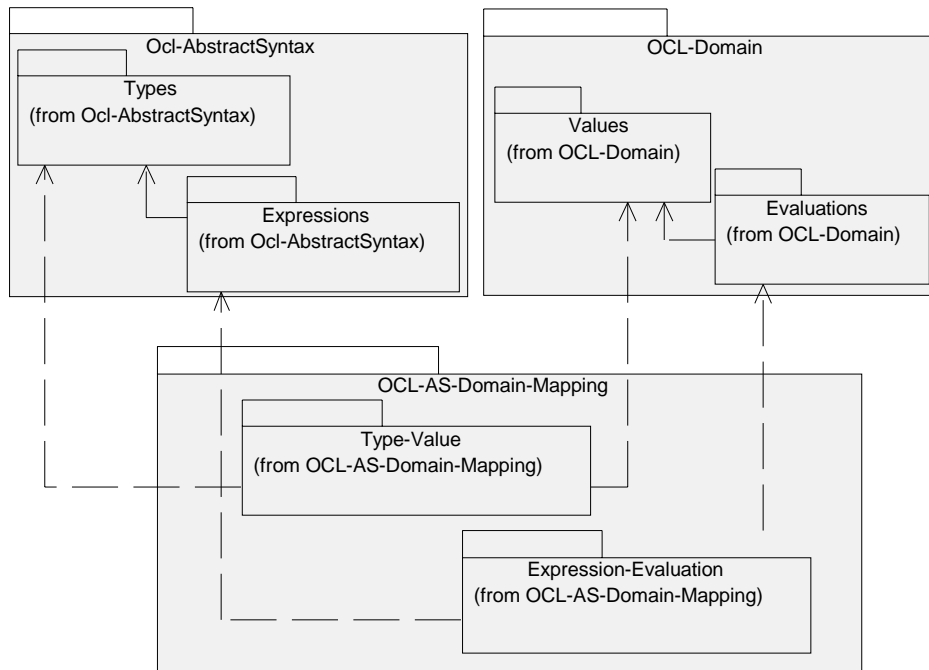 Ocl-AbstractSyntax
Types
(from Ocl-AbstractSyntax)
Expressions
(from Ocl-AbstractSyntax)
OCL-Domain
Values
(from OCL-Domain)
Evaluations
(from OCL-Domain)
OCL-AS-Domain-Mapping
Type-Value
(from OCL-AS-Domain-Mapping)
Expression-Evaluation
(from OCL-AS-Domain-Mapping)